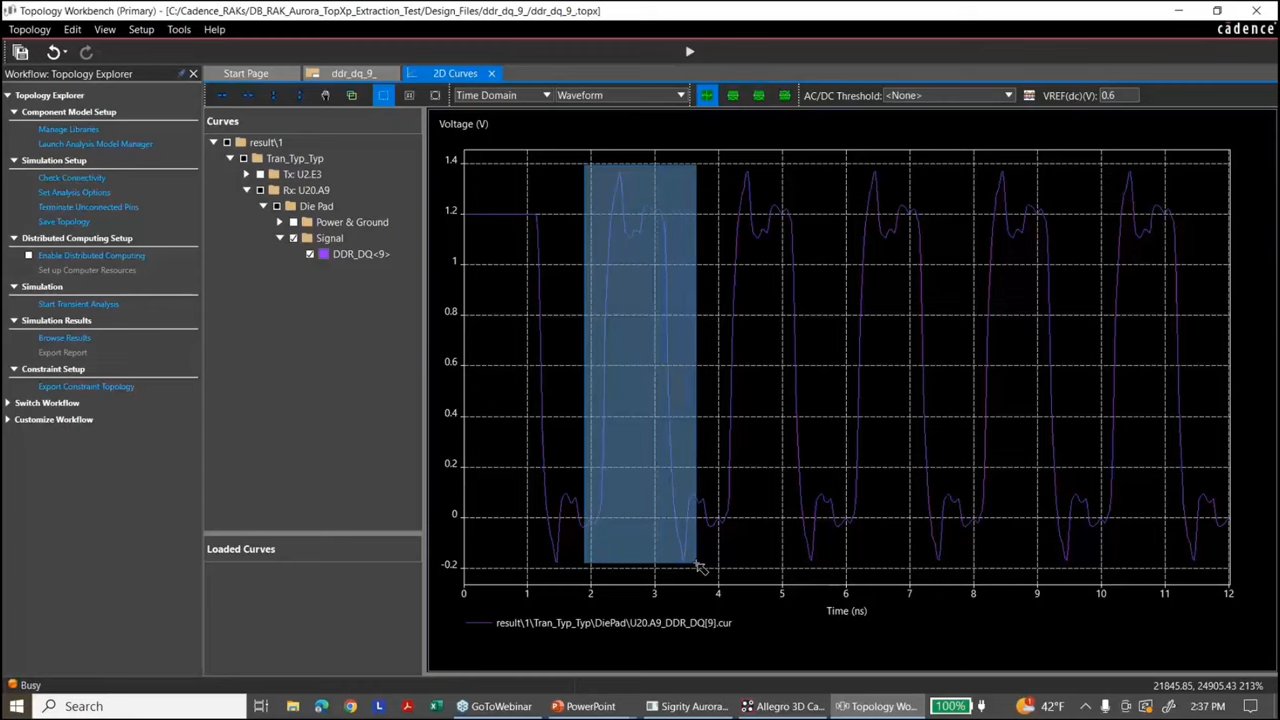 Topology Workbench (Primary) - [C:/Cadence_RAKs/DB_RAK_Aurora_TopXp_Extraction_Test/Design_Files/ddr_dq_9_/ddr_dq_9_.topx]
Topology Edit View Setup Tools Help
cādence
Workflow: Topology Explorer
Start Page
ddr_dq_9_
2D Curves
Time Domain
Waveform
AC/DC Threshold: <None>
VREF(dc)(V): 0.6
Topology Explorer
Component Model Setup
Manage Libraries
Launch Analysis Model Manager
Simulation Setup
Check Connectivity
Set Analysis Options
Terminate Unconnected Pins
Save Topology
Distributed Computing Setup
Enable Distributed Computing
Set up Computer Resources
Simulation
Start Transient Analysis
Simulation Results
Browse Results
Export Report
Constraint Setup
Export Constraint Topology
Switch Workflow
Customize Workflow
Curves
result\1
Tran_Typ_Typ
Tx: U2.E3
Rx: U20.A9
Die Pad
Power & Ground
Signal
DDR_DQ<9>
Loaded Curves
Voltage (V)
1.4
1.2
1
0.8
0.6
0.4
0.2
0
-0.2
0 1 2 3 4 5 6 7 8 9 10 11 12
Time (ns)
result\1\Tran_Typ_Typ\DiePad\U20.A9_DDR_DQ[9].cur
Busy
21845.85, 24905.43 213%
Search
GoToWebinar
PowerPoint
Sigrity Aurora...
Allegro 3D Ca...
Topology Wo...
100%
42°F
2:37 PM